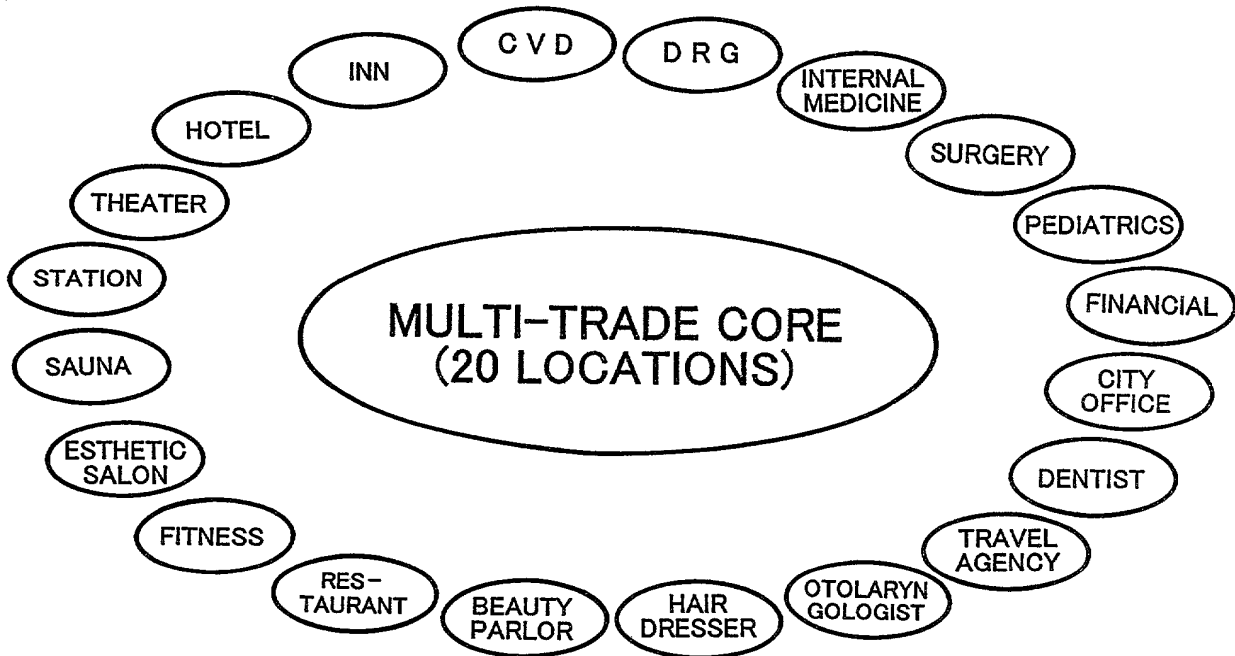 C V D
D R G
INTERNAL
MEDICINE
SURGERY
PEDIATRICS
FINANCIAL
CITY
OFFICE
DENTIST
TRAVEL
AGENCY
OTOLARYN
GOLOGIST
HAIR
DRESSER
BEAUTY
PARLOR
RES-
TAURANT
FITNESS
ESTHETIC
SALON
SAUNA
STATION
THEATER
HOTEL
INN
MULTI-TRADE CORE
(20 LOCATIONS)